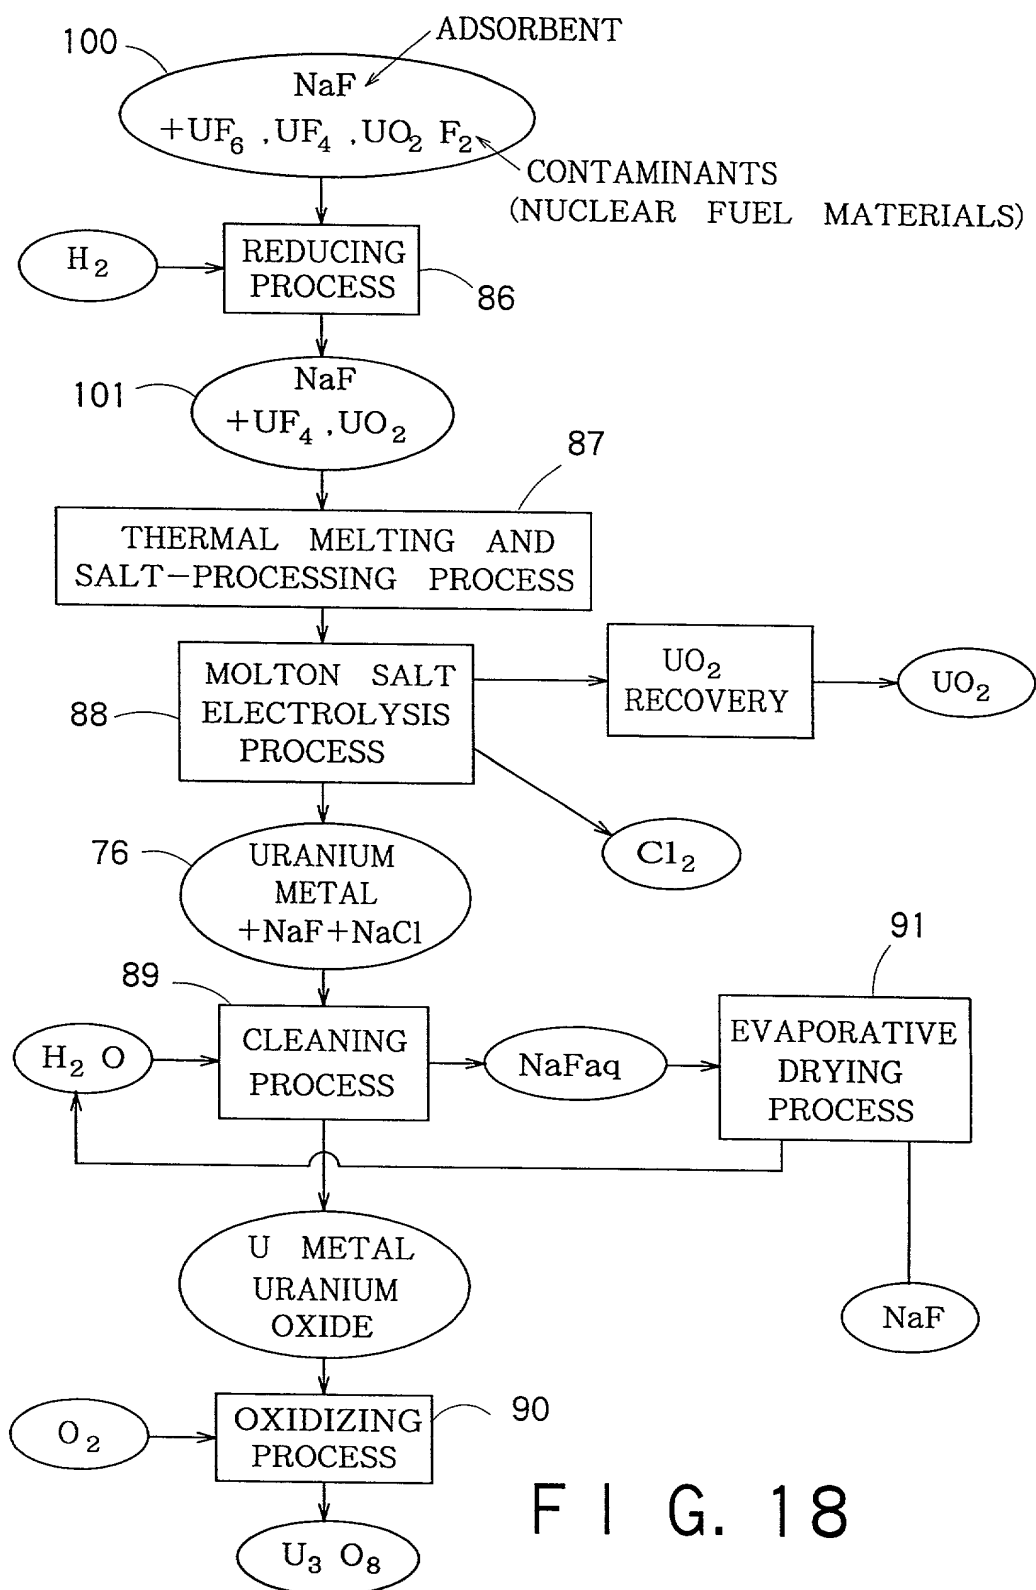 ADSORBENT
100
NaF
+UF6 ,UF4 ,UO2 F2
CONTAMINANTS
(NUCLEAR FUEL MATERIALS)
H2
REDUCING
PROCESS
86
101
NaF
+UF4 ,UO2
87
THERMAL MELTING AND
SALT-PROCESSING PROCESS
88
MOLTON SALT
ELECTROLYSIS
PROCESS
UO2
RECOVERY
UO2
Cl2
76
URANIUM
METAL
+NaF+NaCl
91
89
H2 O
CLEANING
PROCESS
NaFaq
EVAPORATIVE
DRYING
PROCESS
U METAL
URANIUM
OXIDE
NaF
O2
OXIDIZING
PROCESS
90
U3 O8
FIG. 18